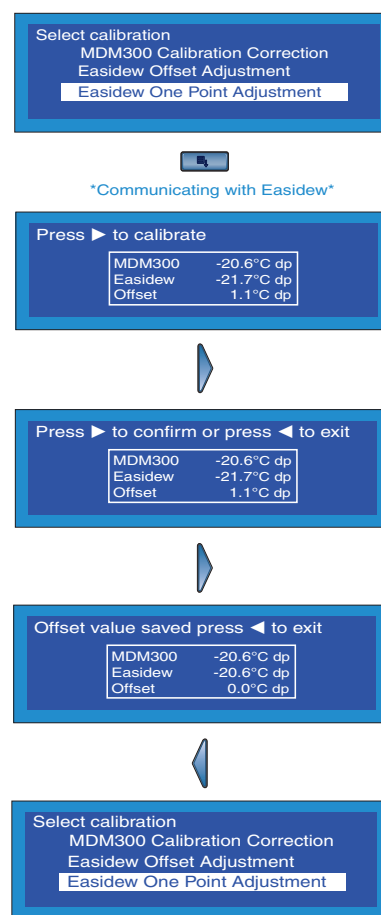 Select calibration
MDM300 Calibration Correction
Easidew Offset Adjustment
Easidew One Point Adjustment
*Communicating with Easidew*
Press ► to calibrate
MDM300 -20.6°C dp
Easidew -21.7°C dp
Offset 1.1°C dp
Press ► to confirm or press ◄ to exit
MDM300 -20.6°C dp
Easidew -21.7°C dp
Offset 1.1°C dp
Offset value saved press ◄ to exit
MDM300 -20.6°C dp
Easidew -20.6°C dp
Offset 0.0°C dp
Select calibration
MDM300 Calibration Correction
Easidew Offset Adjustment
Easidew One Point Adjustment